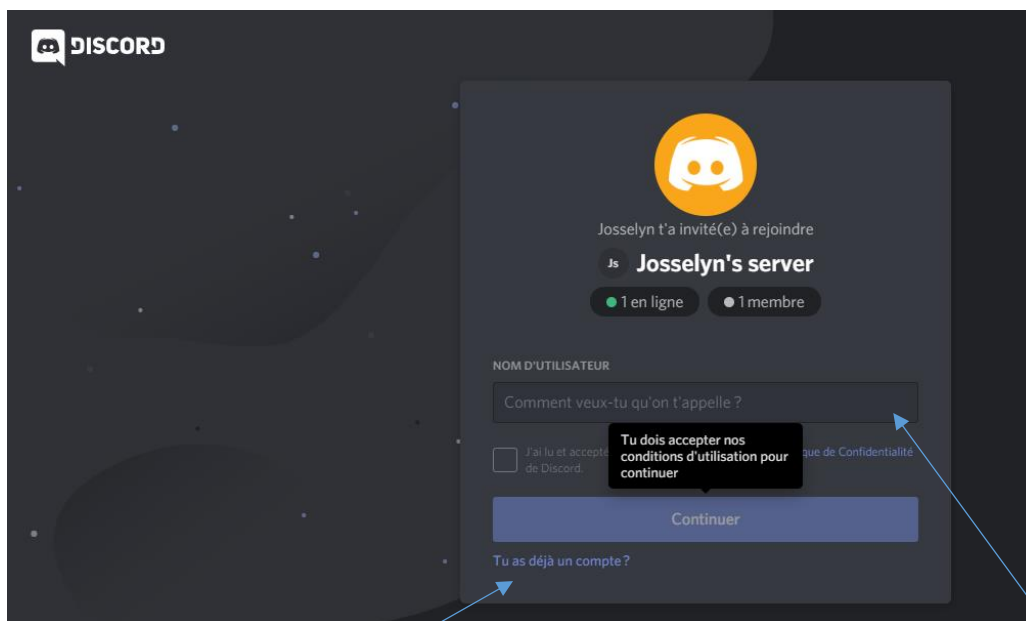 DISCORD
Josselyn t'a invité(e) à rejoindre
Js Josselyn's server
1 en ligne 1 membre
NOM D'UTILISATEUR
Comment veux-tu qu'on t'appelle ?
Tu dois accepter nos
conditions d'utilisation pour
continuer
J'ai lu et accepté que de Confidentialité
de Discord.
Continuer
Tu as déjà un compte ?